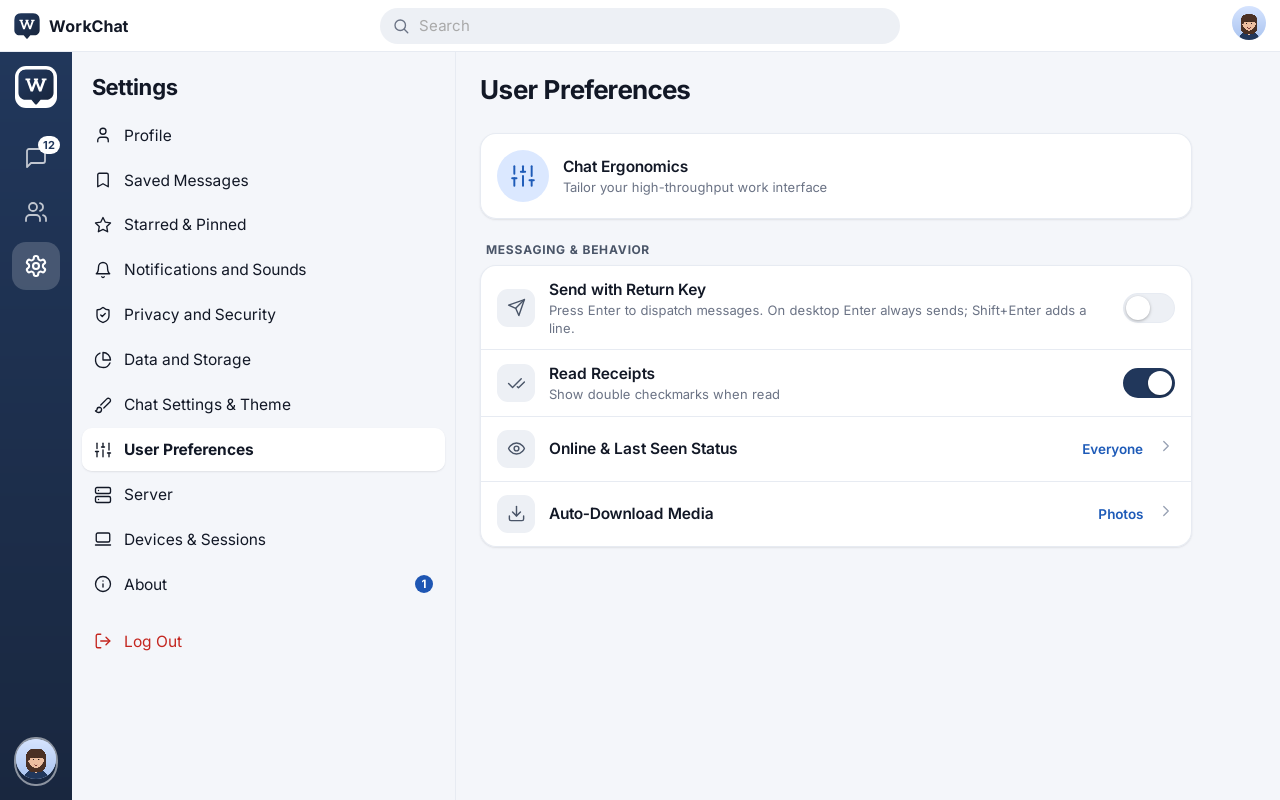 WorkChat
Search
W
12
Settings
Profile
Saved Messages
Starred & Pinned
Notifications and Sounds
Privacy and Security
Data and Storage
Chat Settings & Theme
User Preferences
Server
Devices & Sessions
About
1
Log Out
User Preferences
Chat Ergonomics
Tailor your high-throughput work interface
MESSAGING & BEHAVIOR
Send with Return Key
Press Enter to dispatch messages. On desktop Enter always sends; Shift+Enter adds a
line.
Read Receipts
Show double checkmarks when read
Online & Last Seen Status
Everyone
Auto-Download Media
Photos